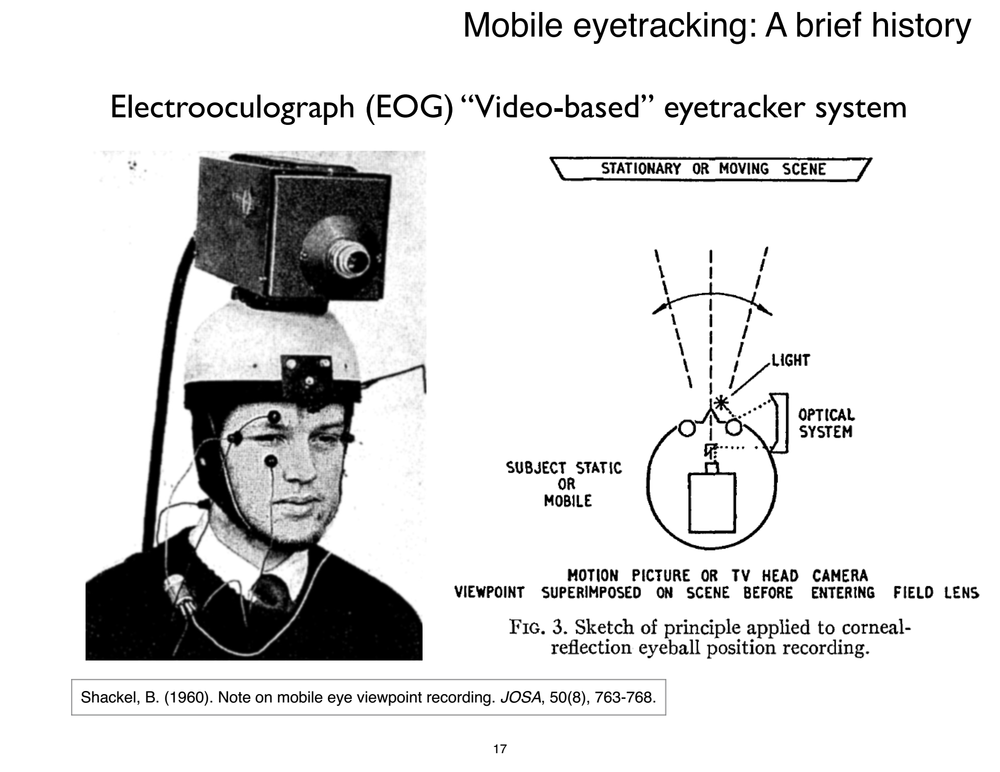 Mobile eyetracking: A brief history
Electrooculograph (EOG) “Video-based” eyetracker system
STATIONARY OR MOVING SCENE
LIGHT
OPTICAL
SYSTEM
SUBJECT STATIC
OR
MOBILE
MOTION PICTURE OR TV HEAD CAMERA
VIEWPOINT SUPERIMPOSED ON SCENE BEFORE ENTERING FIELD LENS
FIG. 3. Sketch of principle applied to corneal-
reflection eyeball position recording.
Shackel, B. (1960). Note on mobile eye viewpoint recording. JOSA, 50(8), 763-768.
17